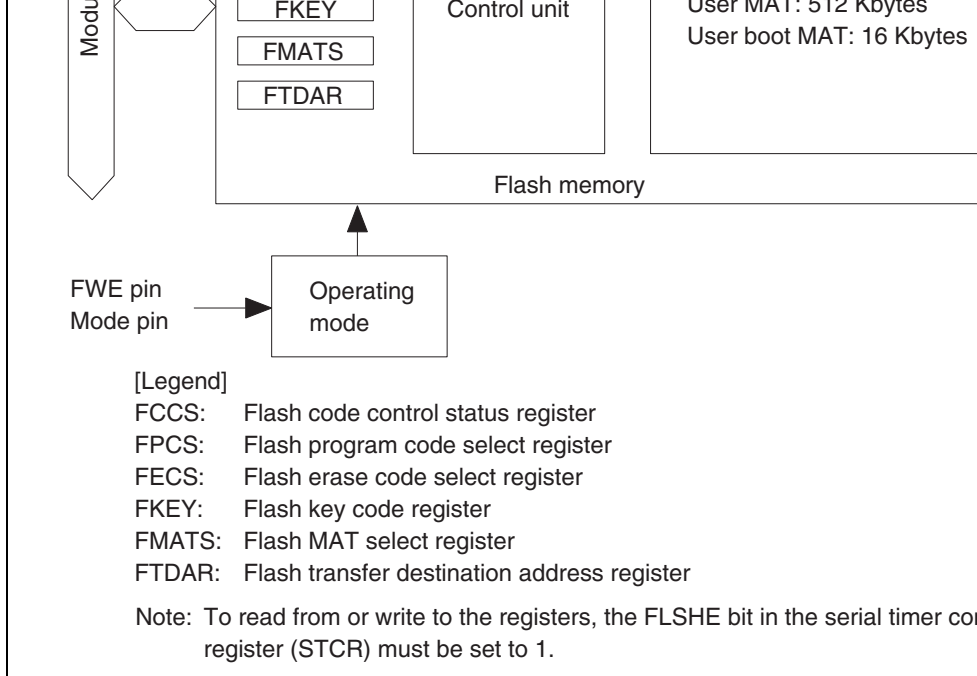 Modu
FKEY
FMATS
FTDAR
Control unit
User MAT: 512 Kbytes
User boot MAT: 16 Kbytes
Flash memory
FWE pin
Mode pin
Operating
mode
[Legend]
FCCS: Flash code control status register
FPCS: Flash program code select register
FECS: Flash erase code select register
FKEY: Flash key code register
FMATS: Flash MAT select register
FTDAR: Flash transfer destination address register
Note: To read from or write to the registers, the FLSHE bit in the serial timer
register (STCR) must be set to 1.